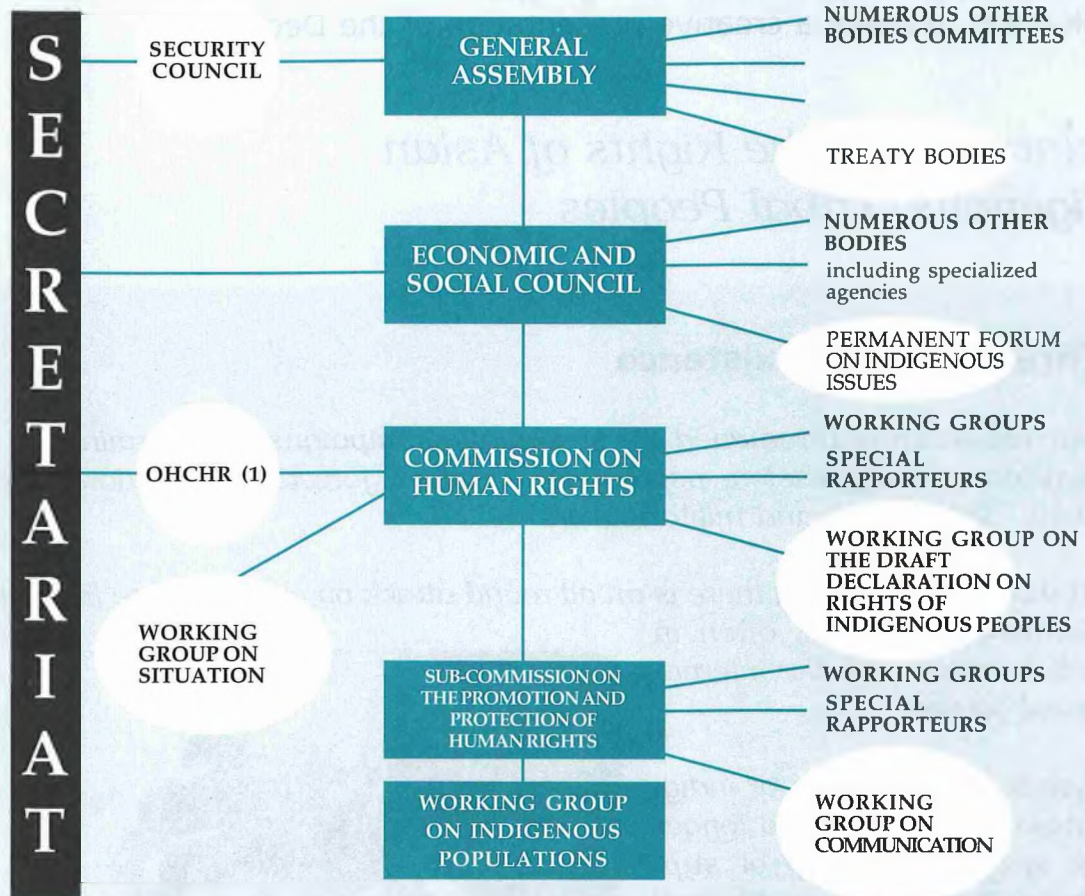 SECRETARIAT
SECURITY
COUNCIL
GENERAL
ASSEMBLY
NUMEROUS OTHER
BODIES COMMITTEES
TREATY BODIES
ECONOMIC AND
SOCIAL COUNCIL
NUMEROUS OTHER
BODIES
including specialized
agencies
PERMANENT FORUM
ON INDIGENOUS
ISSUES
OHCHR (1)
COMMISSION ON
HUMAN RIGHTS
WORKING GROUPS
SPECIAL
RAPPORTEURS
WORKING GROUP ON
THE DRAFT
DECLARATION ON
RIGHTS OF
INDIGENOUS PEOPLES
WORKING
GROUP ON
SITUATION
SUB-COMMISSION ON
THE PROMOTION AND
PROTECTION OF
HUMAN RIGHTS
WORKING GROUPS
SPECIAL
RAPPORTEURS
WORKING GROUP
ON INDIGENOUS
POPULATIONS
WORKING
GROUP ON
COMMUNICATION